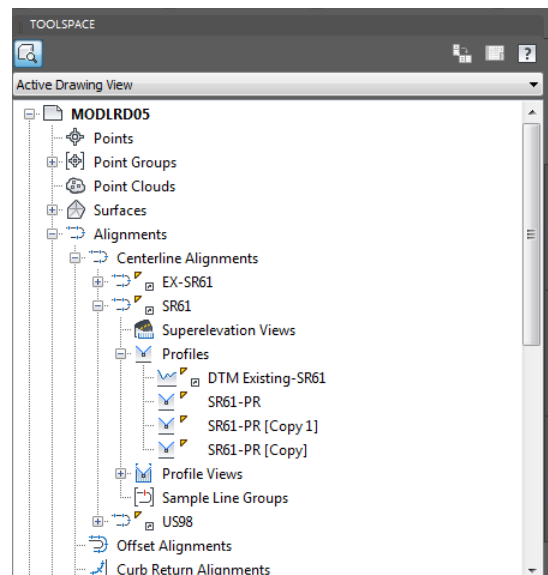 TOOLSPACE
?
Active Drawing View
MODLRD05
Points
Point Groups
Point Clouds
Surfaces
Alignments
Centerline Alignments
EX-SR61
SR61
Superelevation Views
Profiles
DTM Existing-SR61
SR61-PR
SR61-PR [Copy 1]
SR61-PR [Copy]
Profile Views
Sample Line Groups
US98
Offset Alignments
Curb Return Alignments